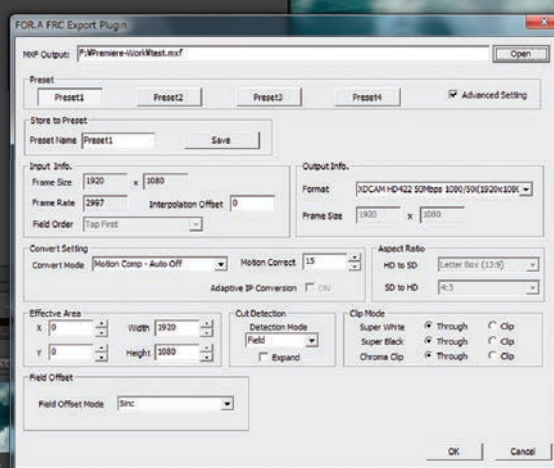 FOR.A FRC Export Plugin
MXF Output: F:¥Premiere-Work¥test.mxf Open
Preset
Preset1 Preset2 Preset3 Preset4 Advanced Setting
Store to Preset
Preset Name Preset1 Save
Input Info. Output Info.
Frame Size 1920 x 1080 Format XDCAM HD422 50Mbps 1080/50i(1920x108(
Frame Rate 2997 Interpolation Offset 0 Frame Size 1920 x 1080
Field Order Top First
Convert Setting Aspect Ratio
Convert Mode Motion Comp - Auto Off Motion Correct 15 HD to SD Letter Box (13:9)
Adaptive IP Conversion ON SD to HD 4:3
Effective Area Cut Detection Clip Mode
X 0 Width 1920 Detection Mode Super White Through Clip
Field Super Black Through Clip
Y 0 Height 1080 Expand Chroma Clip Through Clip
Field Offset
Field Offset Mode Sinc
OK Cancel